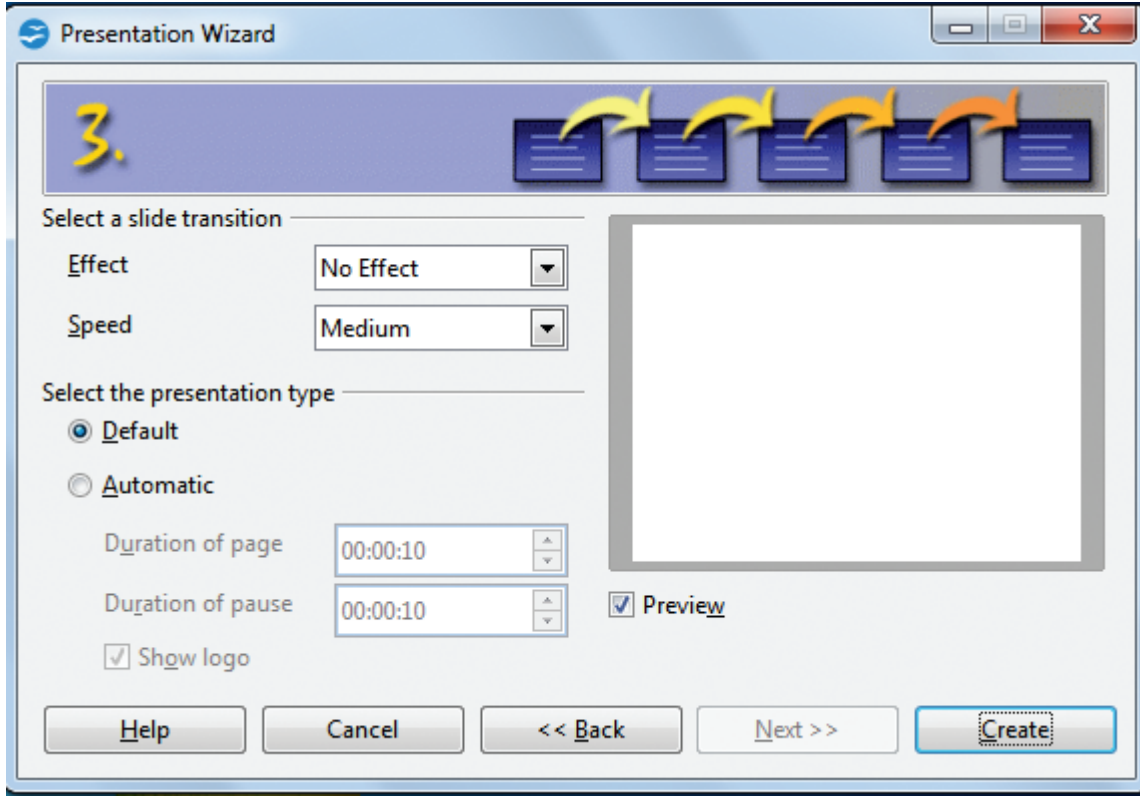 Presentation Wizard
3.
Select a slide transition
Effect No Effect
Speed Medium
Select the presentation type
Default
Automatic
Duration of page 00:00:10
Duration of pause 00:00:10
Preview
Show logo
Help Cancel << Back Next >> Create